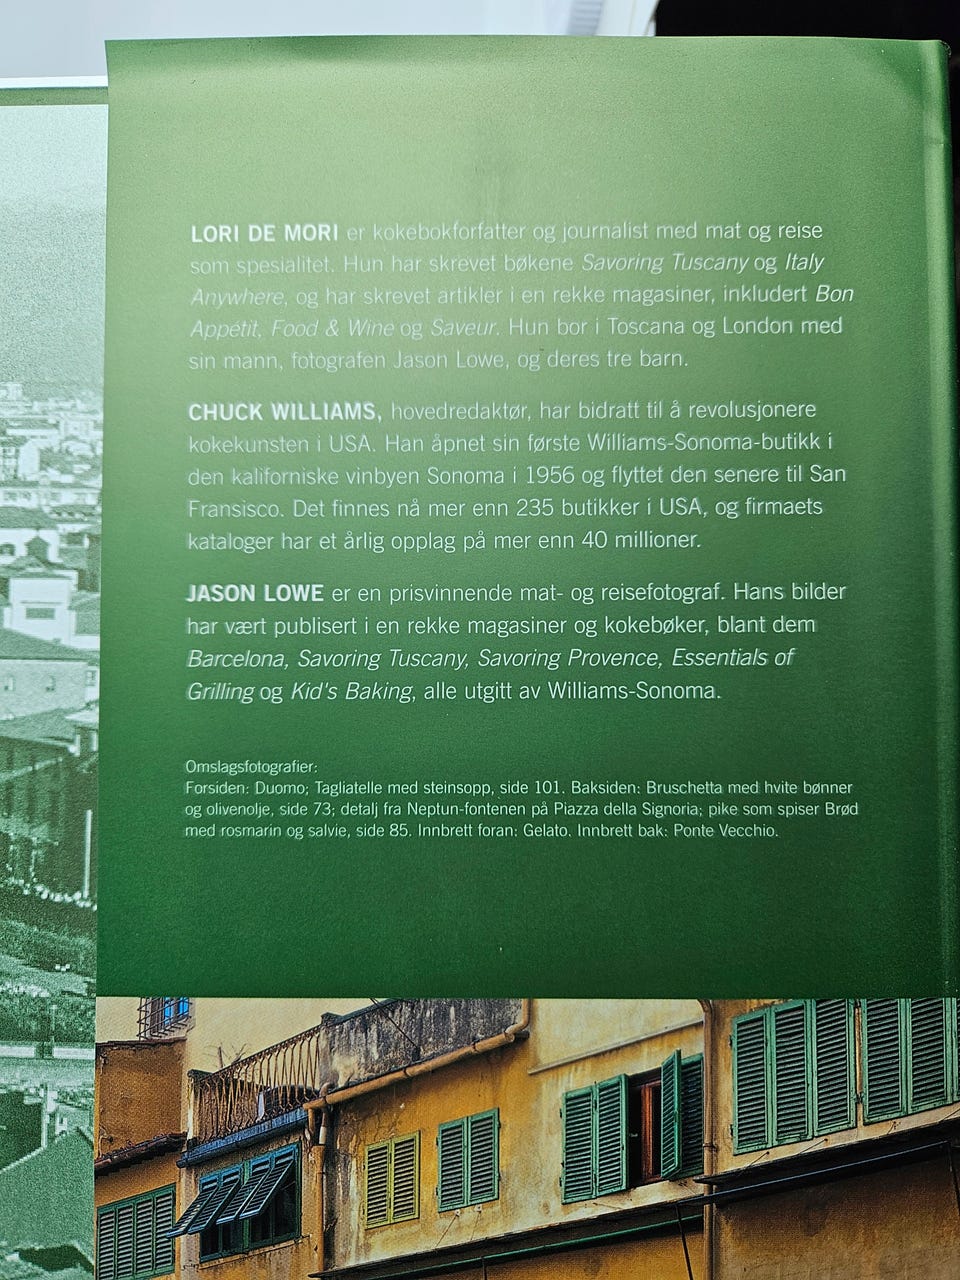 LORI DE MORI er kokebokforfatter og journalist med mat og reise
som spesialitet. Hun har skrevet bøkene Savoring Tuscany og Italy
Anywhere, og har skrevet artikler i en rekke magasiner, inkludert Bon
Appétit, Food & Wine og Saveur. Hun bor i Toscana og London med
sin mann, fotografen Jason Lowe, og deres tre barn.
CHUCK WILLIAMS, hovedredaktør, har bidratt til å revolusjonere
kokekunsten i USA. Han åpnet sin første Williams-Sonoma-butikk i
den kaliforniske vinbyen Sonoma i 1956 og flyttet den senere til San
Fransisco. Det finnes nå mer enn 235 butikker i USA, og firmaets
kataloger har et årlig opplag på mer enn 40 millioner.
JASON LOWE er en prisvinnende mat- og reisefotograf. Hans bilder
har vært publisert i en rekke magasiner og kokebøker, blant dem
Barcelona, Savoring Tuscany, Savoring Provence, Essentials of
Grilling og Kid's Baking, alle utgitt av Williams-Sonoma.
Omslagsfotografier:
Forsiden: Duomo; Tagliatelle med steinsopp, side 101. Baksiden: Bruschetta med hvite bønner
og olivenolje, side 73; detalj fra Neptun-fontenen på Piazza della Signoria; pike som spiser Brød
med rosmarin og salvie, side 85. Innbrett foran: Gelato. Innbrett bak: Ponte Vecchio.